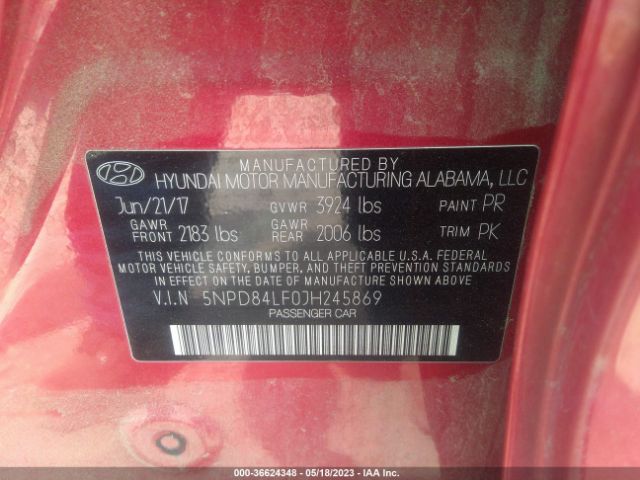 MANUFACTURED BY
HYUNDAI MOTOR MANUFACTURING ALABAMA, LLC
Jun/21/17 GVWR 3924 lbs PAINT PR
GAWR FRONT 2183 lbs GAWR REAR 2006 lbs TRIM PK
THIS VEHICLE CONFORMS TO ALL APPLICABLE U.S.A. FEDERAL
MOTOR VEHICLE SAFETY, BUMPER, AND THEFT PREVENTION STANDARDS
IN EFFECT ON THE DATE OF MANUFACTURE SHOWN ABOVE
V.I.N 5NPD84LF0JH245869
PASSENGER CAR
000-36624348 - 05/18/2023 - IAA Inc.